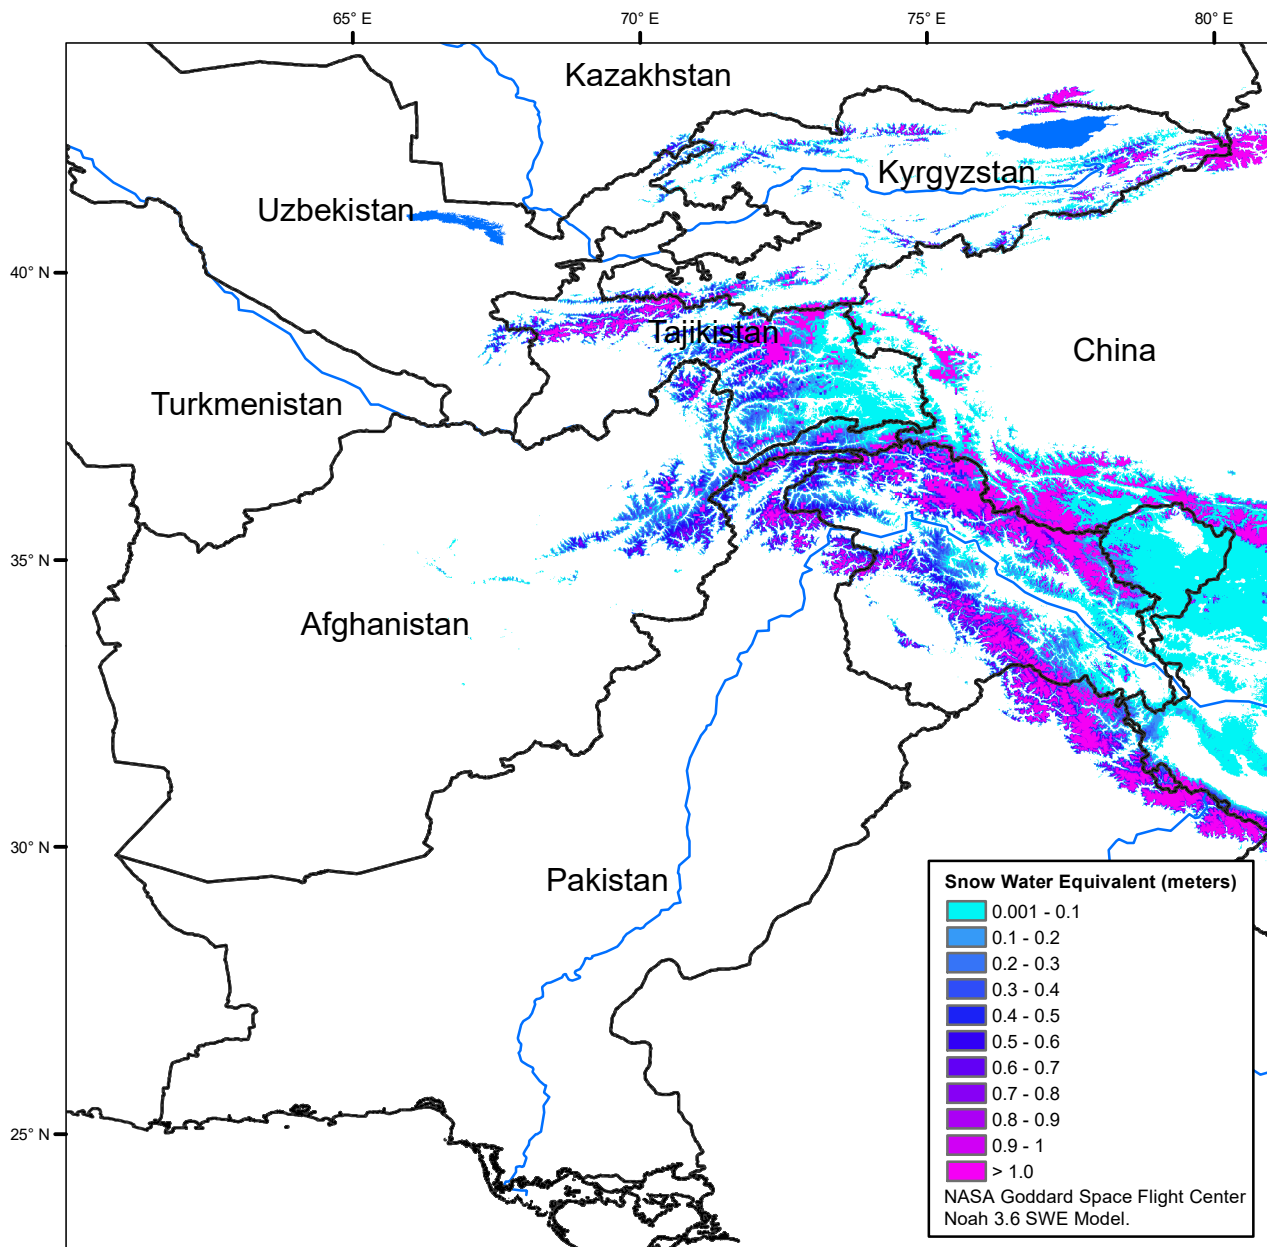 65° E
70° E
75° E
80° E
Kazakhstan
Kyrgyzstan
Uzbekistan
40° N
Tajikistan
China
Turkmenistan
35° N
Afghanistan
30° N
Pakistan
25° N
Snow Water Equivalent (meters)
0.001 - 0.1
0.1 - 0.2
0.2 - 0.3
0.3 - 0.4
0.4 - 0.5
0.5 - 0.6
0.6 - 0.7
0.7 - 0.8
0.8 - 0.9
0.9 - 1
> 1.0
NASA Goddard Space Flight Center
Noah 3.6 SWE Model.